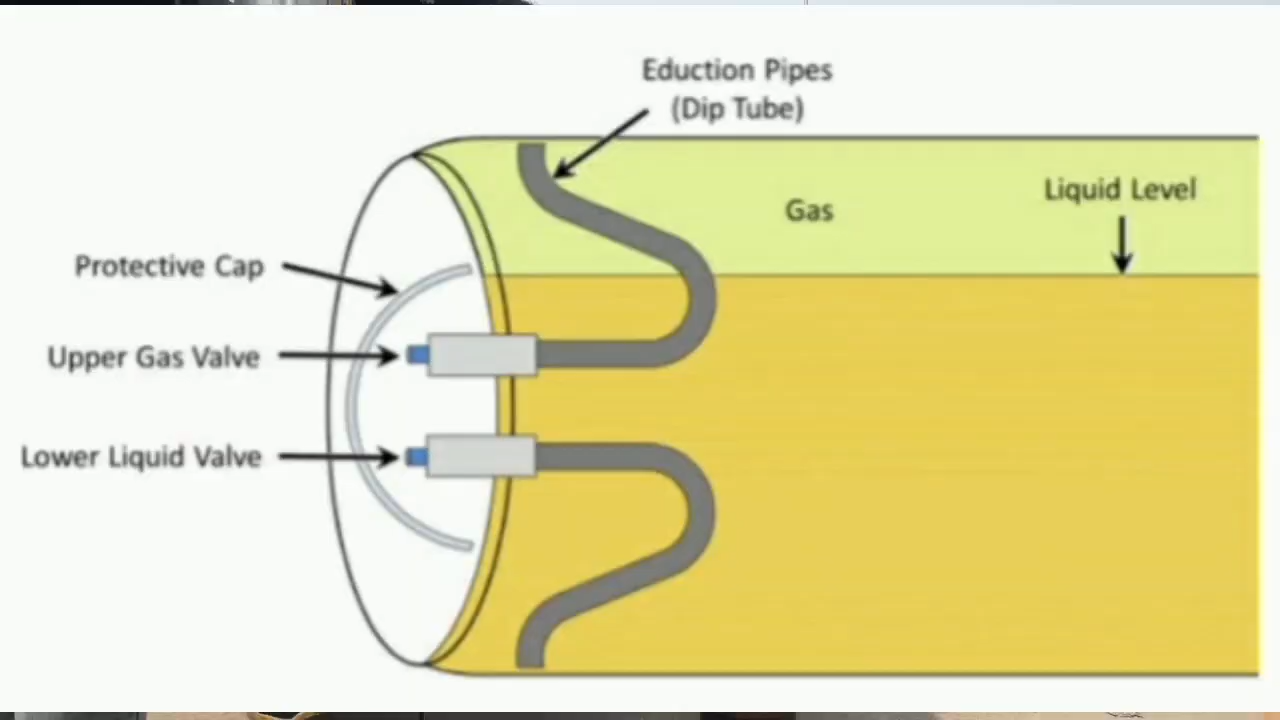 Eduction Pipes
(Dip Tube)
Liquid Level
Gas
Protective Cap
Upper Gas Valve
Lower Liquid Valve